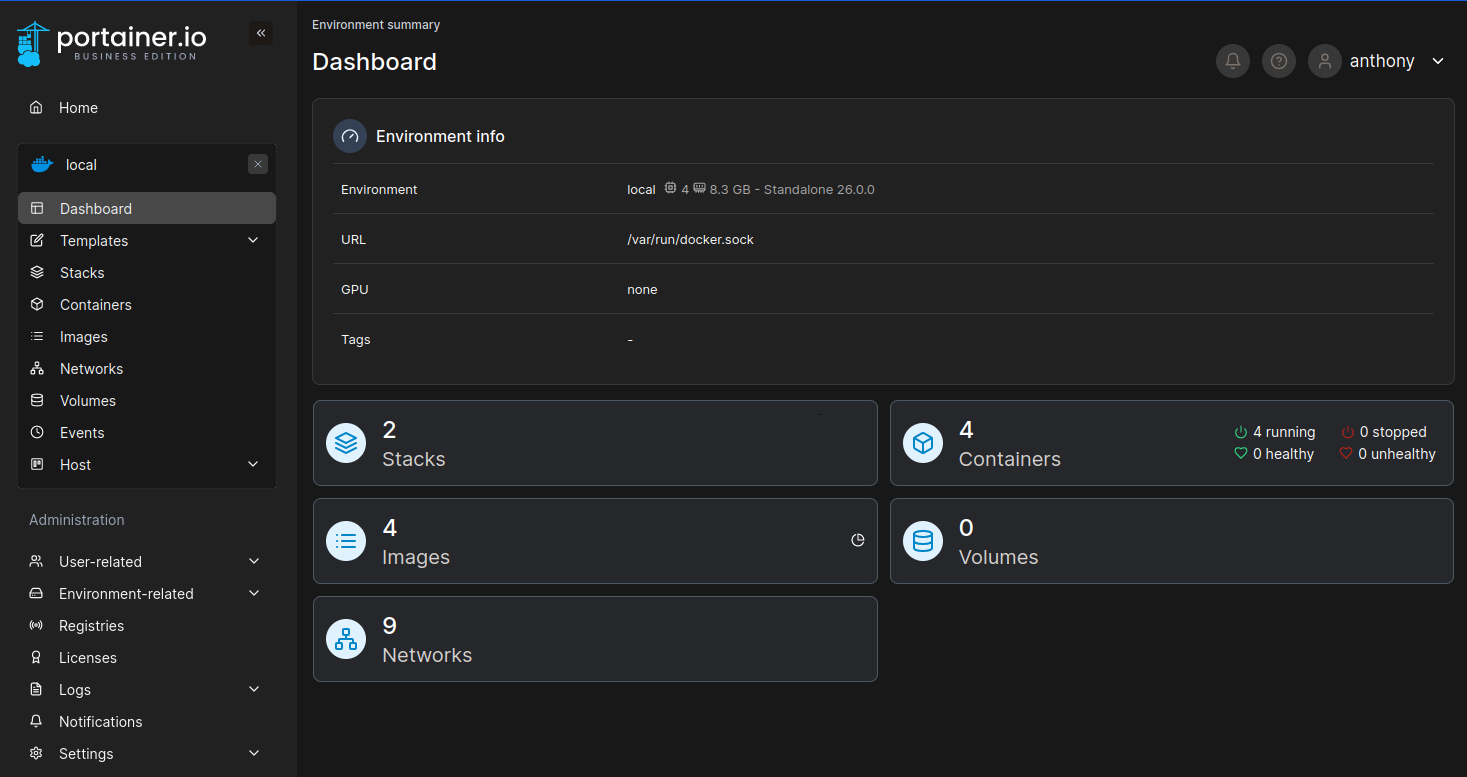 portainer.io
BUSINESS EDITION
Home
local
Dashboard
Templates
Stacks
Containers
Images
Networks
Volumes
Events
Host
Administration
User-related
Environment-related
Registries
Licenses
Logs
Notifications
Settings
Environment summary
Dashboard
anthony
Environment info
Environment local 4 8.3 GB - Standalone 26.0.0
URL /var/run/docker.sock
GPU none
Tags -
2
Stacks
4
Containers
4 running 0 stopped
0 healthy 0 unhealthy
4
Images
0
Volumes
9
Networks